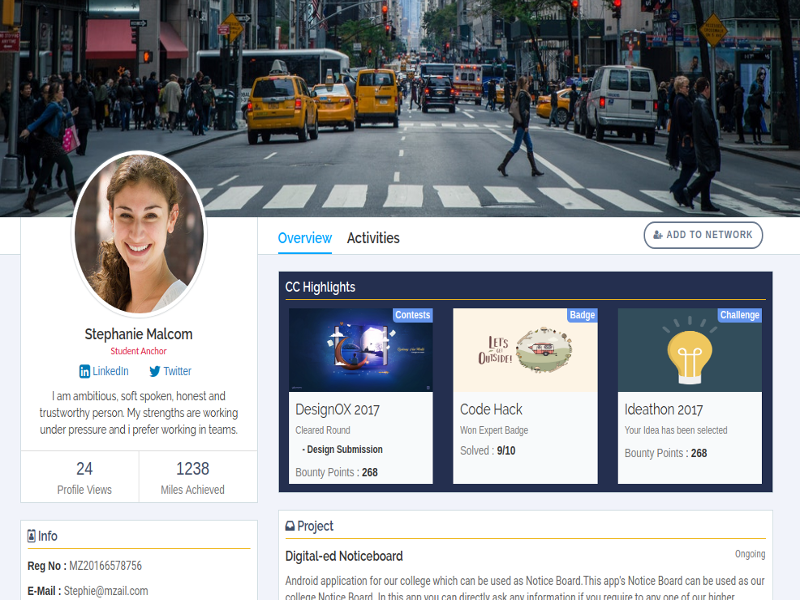 Overview
Activities
ADD TO NETWORK
Stephanie Malcom
Student Anchor
LinkedIn
Twitter
I am ambitious, soft spoken, honest and
trustworthy person. My strengths are working
under pressure and i prefer working in teams.
24
Profile Views
1238
Miles Achieved
Info
Reg No : MZ20166578756
E-Mail : Stephie@mzail.com
CC Highlights
Contests
DesignOX 2017
Cleared Round
- Design Submission
Bounty Points : 268
Badge
LET'S
GO
OUTSIDE!
Code Hack
Won Expert Badge
Solved : 9/10
Challenge
Ideathon 2017
Your Idea has been selected
Bounty Points : 268
Project
Digital-ed Noticeboard
Ongoing
Android application for our college which can be used as Notice Board.This app's Notice Board can be used as our
college Notice Board. In this app you can directly ask any information if you require to any one of our higher